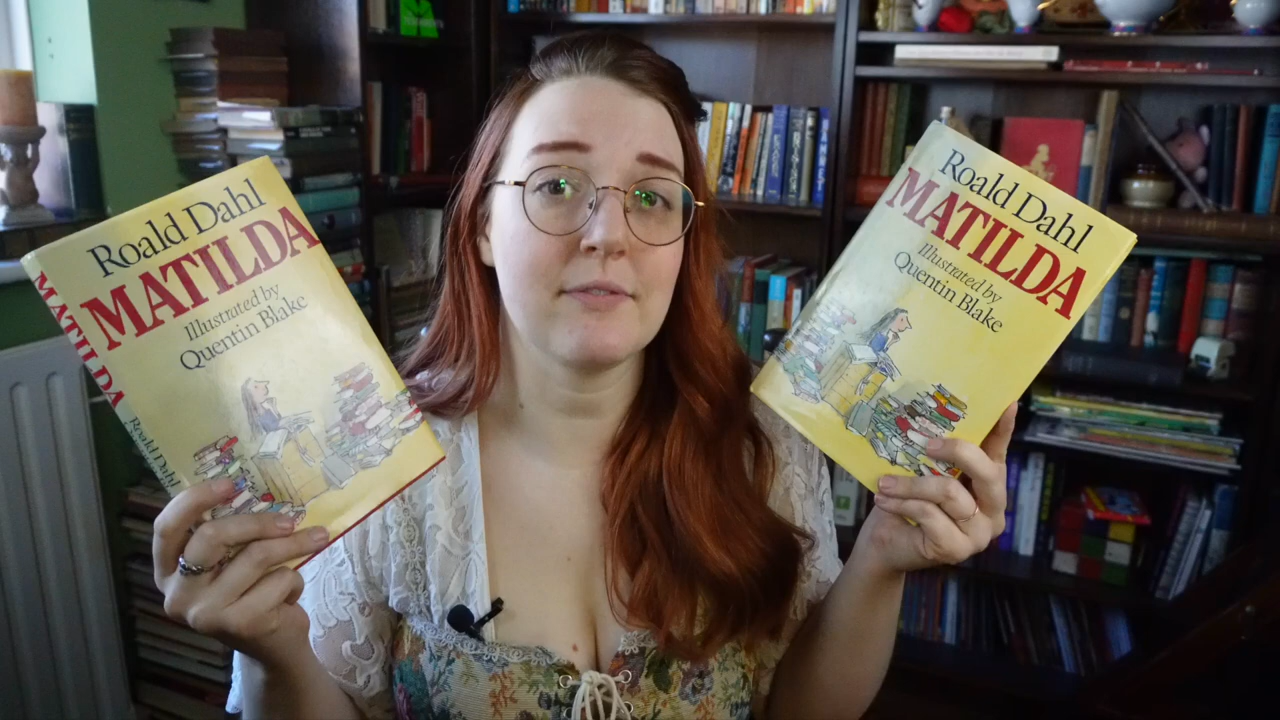 Roald Dahl
MATILDA
Illustrated by
Quentin Blake
MATILDA
Roald Dahl
Roald Dahl
MATILDA
Illustrated by
Quentin Blake